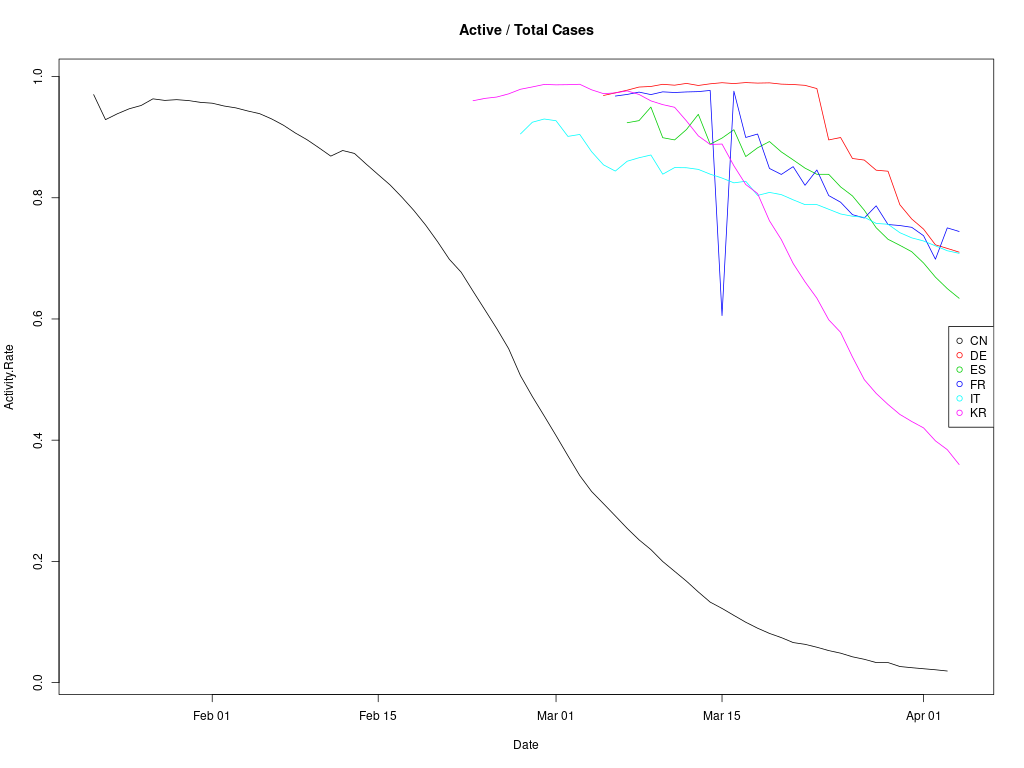 Active / Total Cases
Activity.Rate
1.0
0.8
0.6
0.4
0.2
0.0
CN
DE
ES
FR
IT
KR
Feb 01 Feb 15 Mar 01 Mar 15 Apr 01
Date